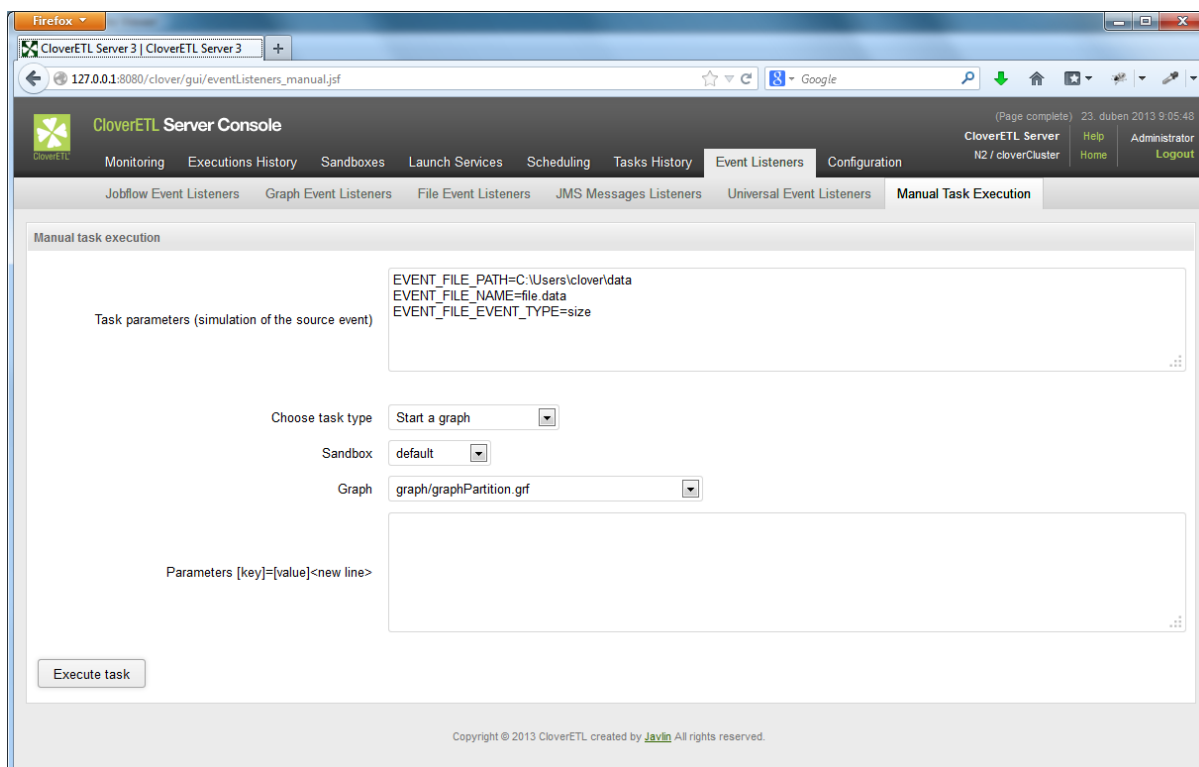 Firefox
CloverETL Server 3 | CloverETL Server 3
127.0.0.1:8080/clover/gui/eventListeners_manual.jsf
Google
CloverETL
CloverETL Server Console
(Page complete) 23. duben 2013 9:05:48
CloverETL Server Help Administrator
N2 / cloverCluster Home Logout
Monitoring Executions History Sandboxes Launch Services Scheduling Tasks History Event Listeners Configuration
Jobflow Event Listeners Graph Event Listeners File Event Listeners JMS Messages Listeners Universal Event Listeners Manual Task Execution
Manual task execution
Task parameters (simulation of the source event)
EVENT_FILE_PATH=C:\Users\clover\data
EVENT_FILE_NAME=file.data
EVENT_FILE_EVENT_TYPE=size
Choose task type Start a graph
Sandbox default
Graph graph/graphPartition.grf
Parameters [key]=[value]<new line>
Execute task
Copyright © 2013 CloverETL created by Javlin All rights reserved.